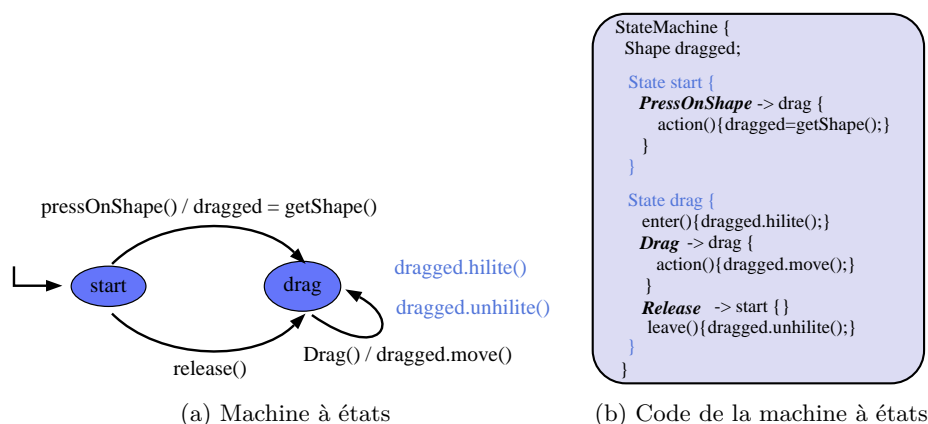 pressOnShape() / dragged = getShape()
start
drag
dragged.hilite()
dragged.unhilite()
Drag() / dragged.move()
release()
(a) Machine à états
StateMachine {
Shape dragged;
State start {
PressOnShape -> drag {
action(){dragged=getShape();}
}
}
State drag {
enter(){dragged.hilite();}
Drag -> drag {
action(){dragged.move();}
}
Release -> start {}
leave(){dragged.unhilite();}
}
}
(b) Code de la machine à états